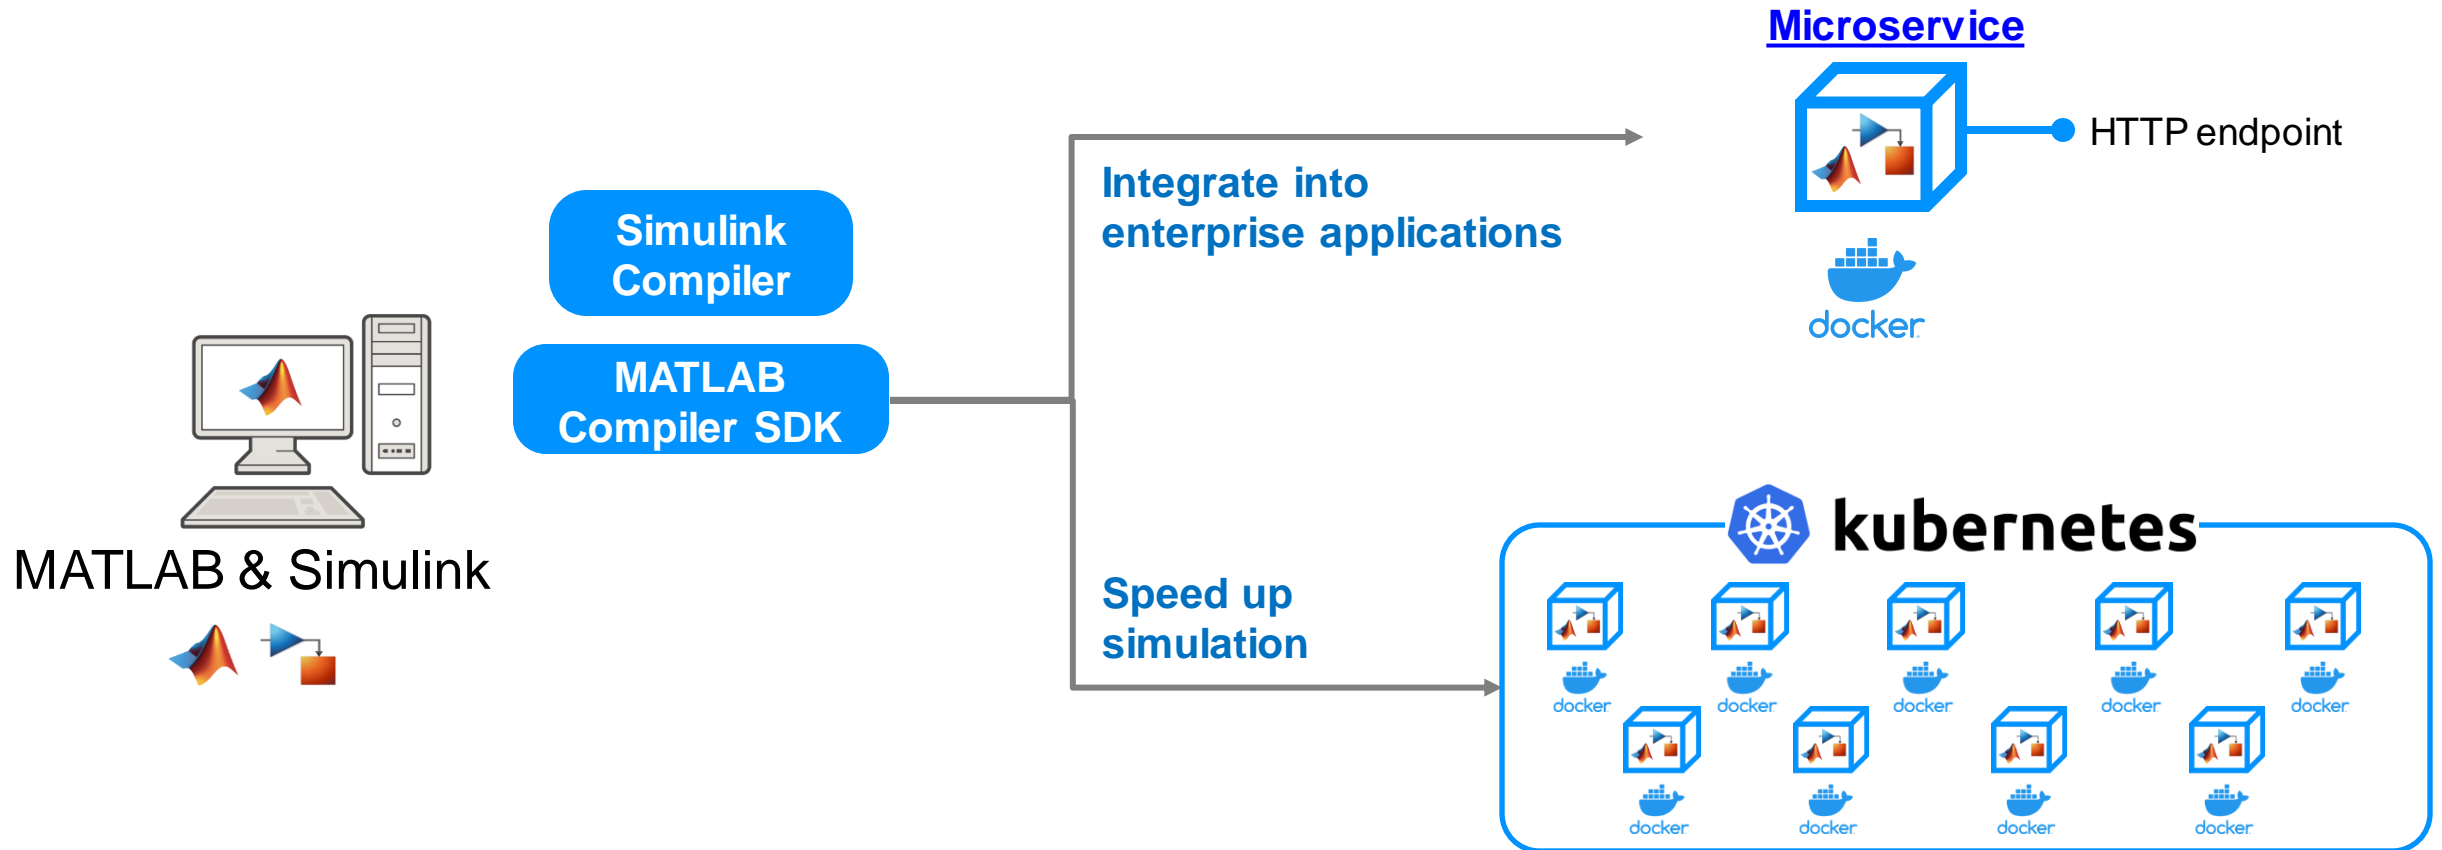 Microservice
HTTP endpoint
Integrate into
enterprise applications
docker
Simulink
Compiler
MATLAB
Compiler SDK
MATLAB & Simulink
kubernetes
Speed up
simulation
docker
docker
docker
docker
docker
docker
docker
docker
docker